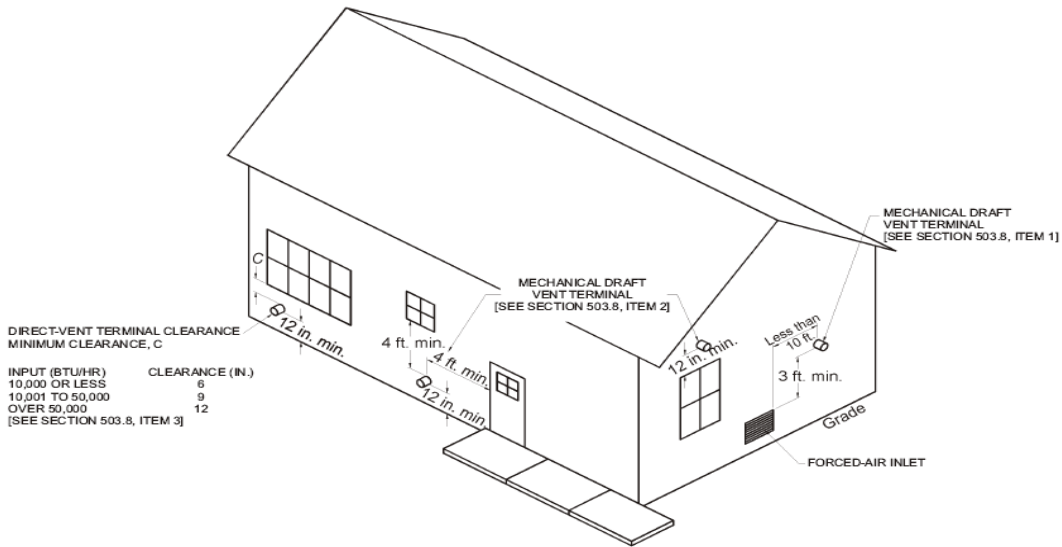 MECHANICAL DRAFT
VENT TERMINAL
[SEE SECTION 503.8, ITEM 1]
MECHANICAL DRAFT
VENT TERMINAL
[SEE SECTION 503.8, ITEM 2]
C
12 in. min.
4 ft. min.
4 ft. min.
12 in. min.
12 in. min.
Less than
10 ft.
3 ft. min.
Grade
FORCED-AIR INLET
DIRECT-VENT TERMINAL CLEARANCE
MINIMUM CLEARANCE, C
INPUT (BTU/HR) CLEARANCE (IN.)
10,000 OR LESS 6
10,001 TO 50,000 9
OVER 50,000 12
[SEE SECTION 503.8, ITEM 3]